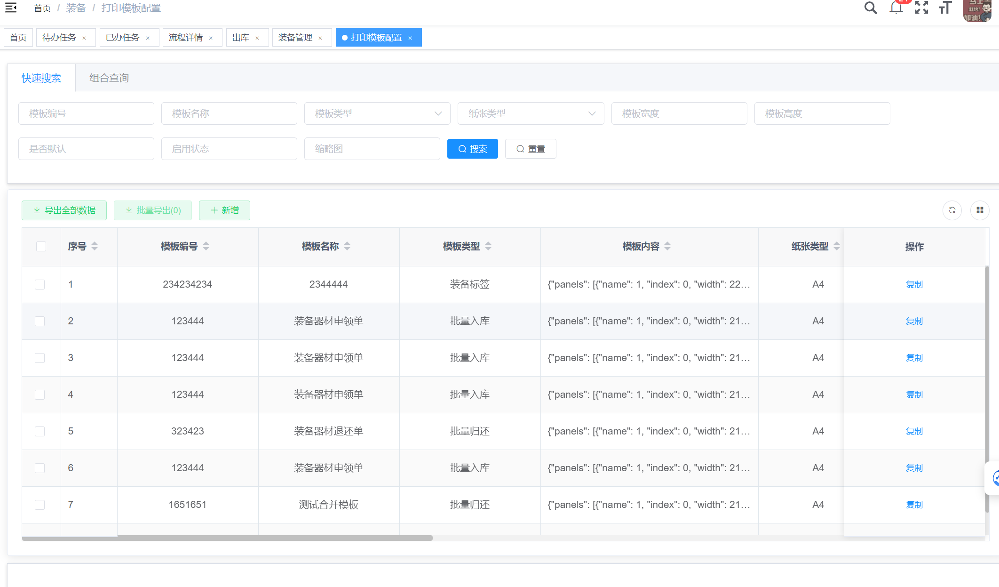 首页 / 装备 / 打印模板配置
首页 待办任务 × 已办任务 × 流程详情 × 出库 × 装备管理 × 打印模板配置 ×
快速搜索 组合查询
模板编号 模板名称 模板类型 纸张类型 模板宽度 模板高度
是否默认 启用状态 缩略图 搜索 重置
导出全部数据 批量导出(0) 新增
序号 模板编号 模板名称 模板类型 模板内容 纸张类型 操作
1 234234234 2344444 装备标签 {"panels": [{"name": 1, "index": 0, "width": 22... A4 复制
2 123444 装备器材申领单 批量入库 {"panels": [{"name": 1, "index": 0, "width": 21... A4 复制
3 123444 装备器材申领单 批量入库 {"panels": [{"name": 1, "index": 0, "width": 21... A4 复制
4 123444 装备器材申领单 批量入库 {"panels": [{"name": 1, "index": 0, "width": 21... A4 复制
5 323423 装备器材退还单 批量归还 {"panels": [{"name": 1, "index": 0, "width": 21... A4 复制
6 123444 装备器材申领单 批量入库 {"panels": [{"name": 1, "index": 0, "width": 21... A4 复制
7 1651651 测试合并模板 批量归还 {"panels": [{"name": 1, "index": 0, "width": 21... A4 复制